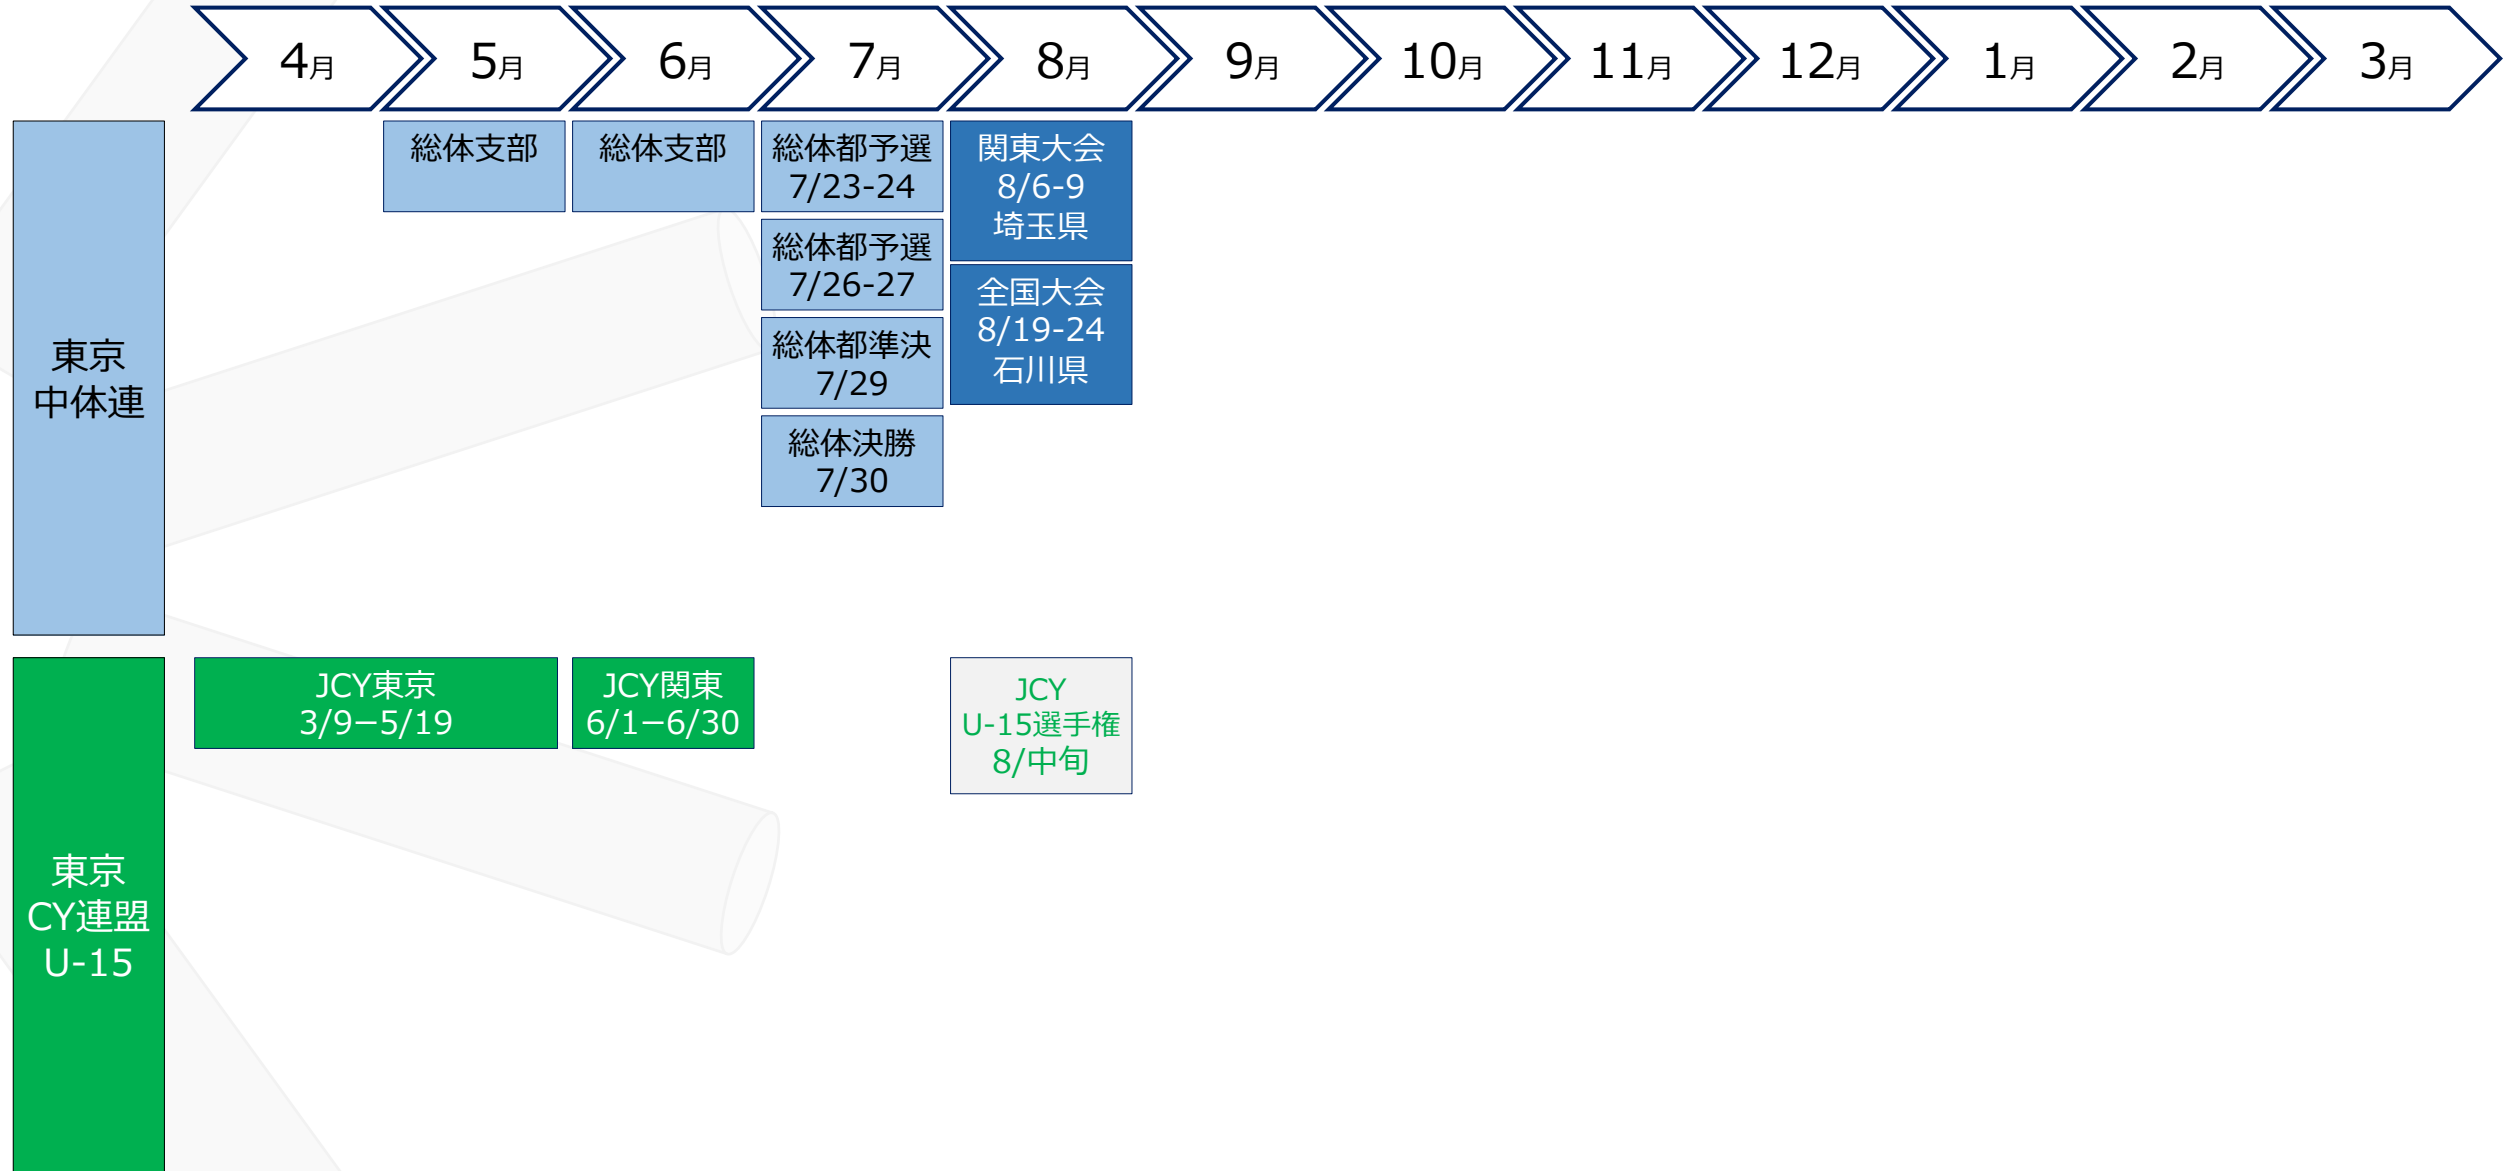 4月
5月
6月
7月
8月
9月
10月
11月
12月
1月
2月
3月
東京
中体連
総体支部
総体支部
総体都予選
7/23-24
総体都予選
7/26-27
総体都準決
7/29
総体決勝
7/30
関東大会
8/6-9
埼玉県
全国大会
8/19-24
石川県
東京
CY連盟
U-15
JCY東京
3/9−5/19
JCY関東
6/1−6/30
JCY
U-15選手権
8/中旬